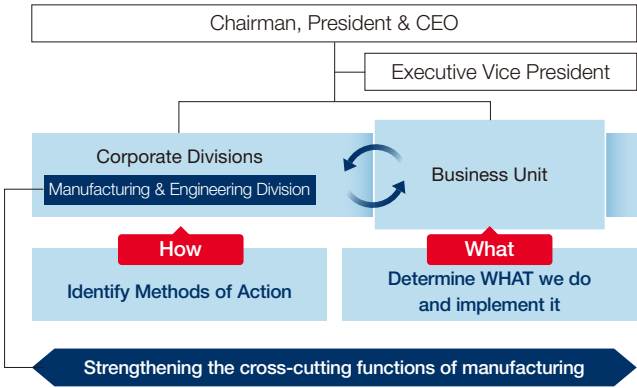 Chairman, President & CEO
Executive Vice President
Corporate Divisions
Manufacturing & Engineering Division
Business Unit
How
Identify Methods of Action
What
Determine WHAT we do
and implement it
Strengthening the cross-cutting functions of manufacturing